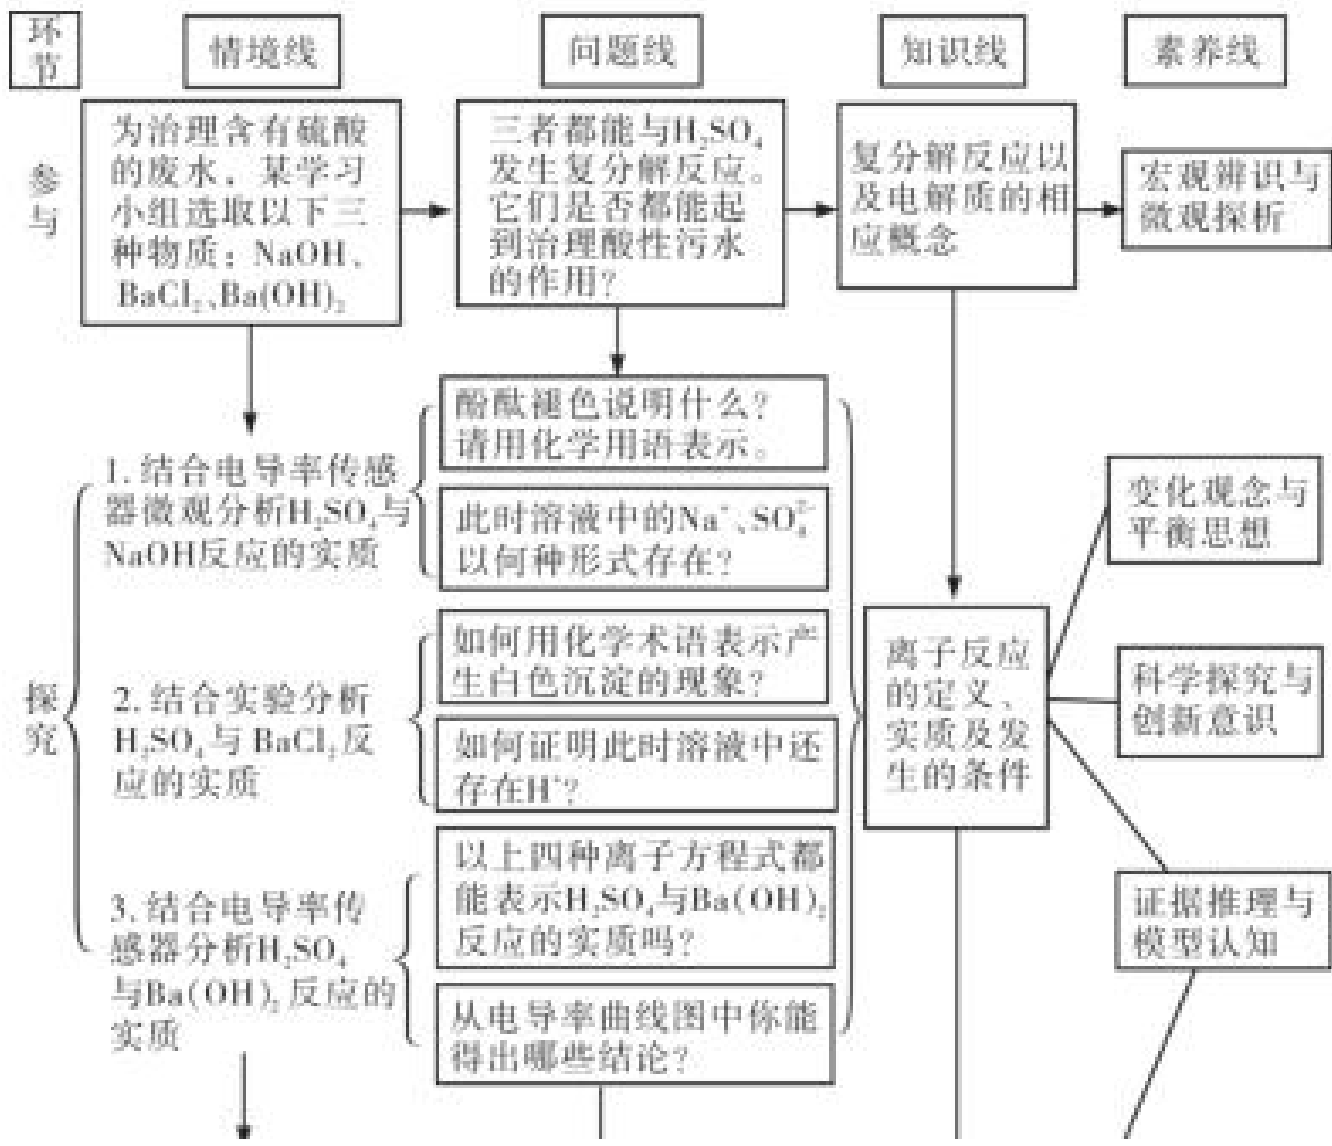 环
节
情境线
问题线
知识线
素养线
参
与
为治理含有硫酸
的废水，某学习
小组选取以下三
种物质：NaOH、
BaCl₂、Ba(OH)₂
三者都能与H₂SO₄
发生复分解反应。
它们是否都能起
到治理酸性污水
的作用？
复分解反应以
及电解质的相
应概念
宏观辨识与
微观探析
探
究
1. 结合电导率传感
器微观分析H₂SO₄与
NaOH反应的实质
酚酞褪色说明什么？
请用化学用语表示。
此时溶液中的Na⁺、SO₄²⁻
以何种形式存在？
2. 结合实验分析
H₂SO₄与 BaCl₂反
应的实质
如何用化学术语表示产
生白色沉淀的现象？
如何证明此时溶液中还
存在H⁺？
3. 结合电导率传
感器分析H₂SO₄
与Ba(OH)₂反应的
实质
以上四种离子方程式都
能表示H₂SO₄与Ba(OH)₂
反应的实质吗？
从电导率曲线图中你能
得出哪些结论？
离子反应
的定义、
实质及发
生的条件
变化观念与
平衡思想
科学探究与
创新意识
证据推理与
模型认知